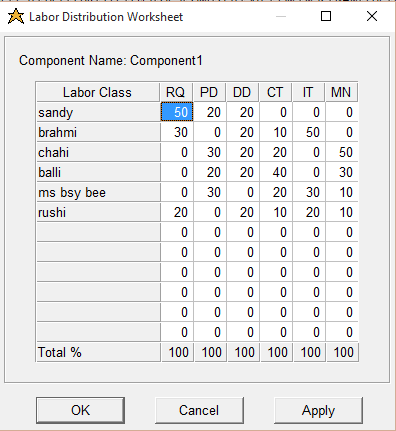 Labor Distribution Worksheet
Component Name: Component1
Labor Class RQ PD DD CT IT MN
sandy 50 20 20 0 0 0
brahmi 30 0 20 10 50 0
chahi 0 30 20 20 0 50
balli 0 20 20 40 0 30
ms bsy bee 0 30 0 20 30 10
rushi 20 0 20 10 20 10
0 0 0 0 0 0
0 0 0 0 0 0
0 0 0 0 0 0
0 0 0 0 0 0
0 0 0 0 0 0
0 0 0 0 0 0
Total % 100 100 100 100 100 100
OK Cancel Apply